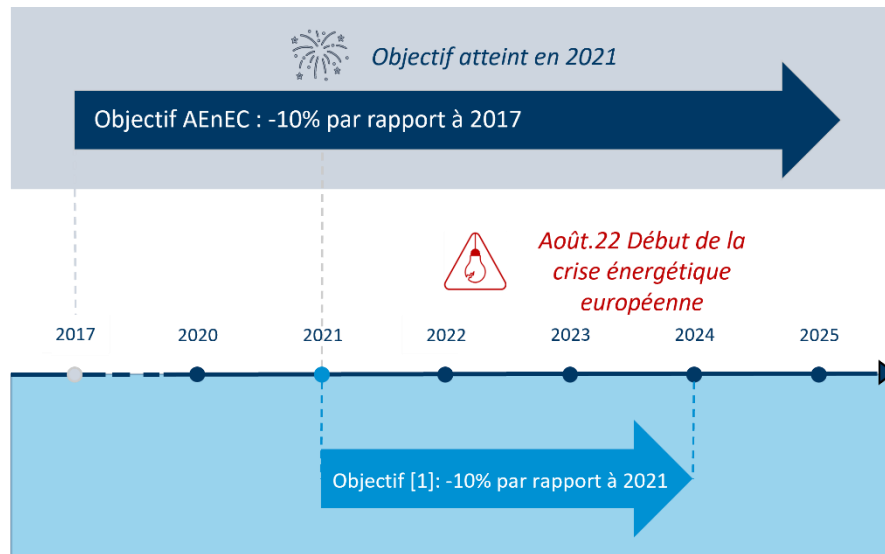 Objectif atteint en 2021
Objectif AEnEC : -10% par rapport à 2017
Août.22 Début de la
crise énergétique
européenne
2017 2020 2021 2022 2023 2024 2025
Objectif [1]: -10% par rapport à 2021